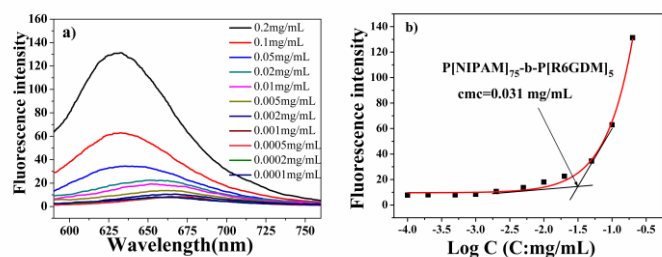 a)
Fluorescence intensity
160
140
120
100
80
60
40
20
0
0.2mg/mL
0.1mg/mL
0.05mg/mL
0.02mg/mL
0.01mg/mL
0.005mg/mL
0.002mg/mL
0.001mg/mL
0.0005mg/mL
0.0002mg/mL
0.0001mg/mL
600 625 650 675 700 725 750
Wavelength(nm)
b)
Fluorescence intensity
140
120
100
80
60
40
20
0
P[NIPAM]75-b-P[R6GDM]5
cmc=0.031 mg/mL
-4.0 -3.5 -3.0 -2.5 -2.0 -1.5 -1.0 -0.5
Log C (C:mg/mL)